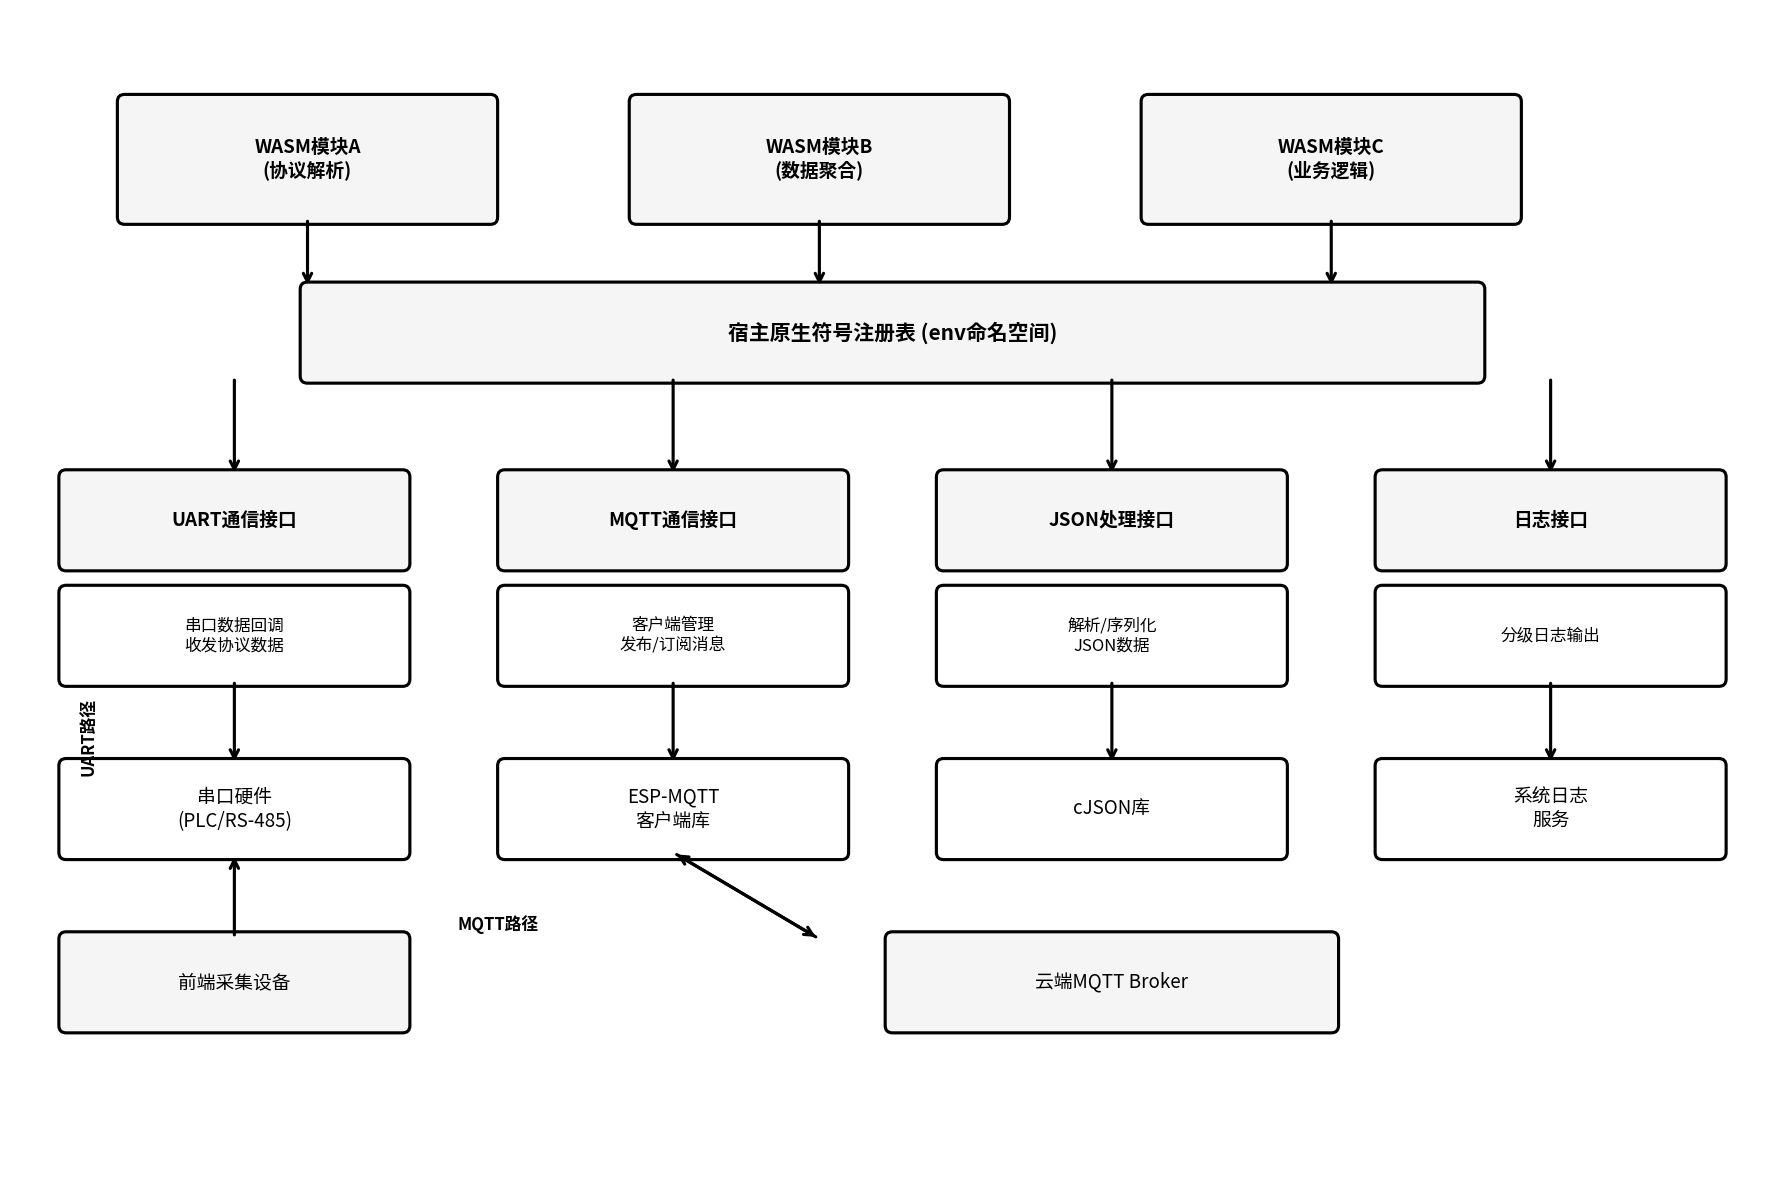 WASM模块A
(协议解析)
WASM模块B
(数据聚合)
WASM模块C
(业务逻辑)
宿主原生符号注册表 (env命名空间)
UART通信接口
MQTT通信接口
JSON处理接口
日志接口
串口数据回调
收发协议数据
客户端管理
发布/订阅消息
解析/序列化
JSON数据
分级日志输出
UART路径
串口硬件
(PLC/RS-485)
ESP-MQTT
客户端库
cJSON库
系统日志
服务
MQTT路径
前端采集设备
云端MQTT Broker